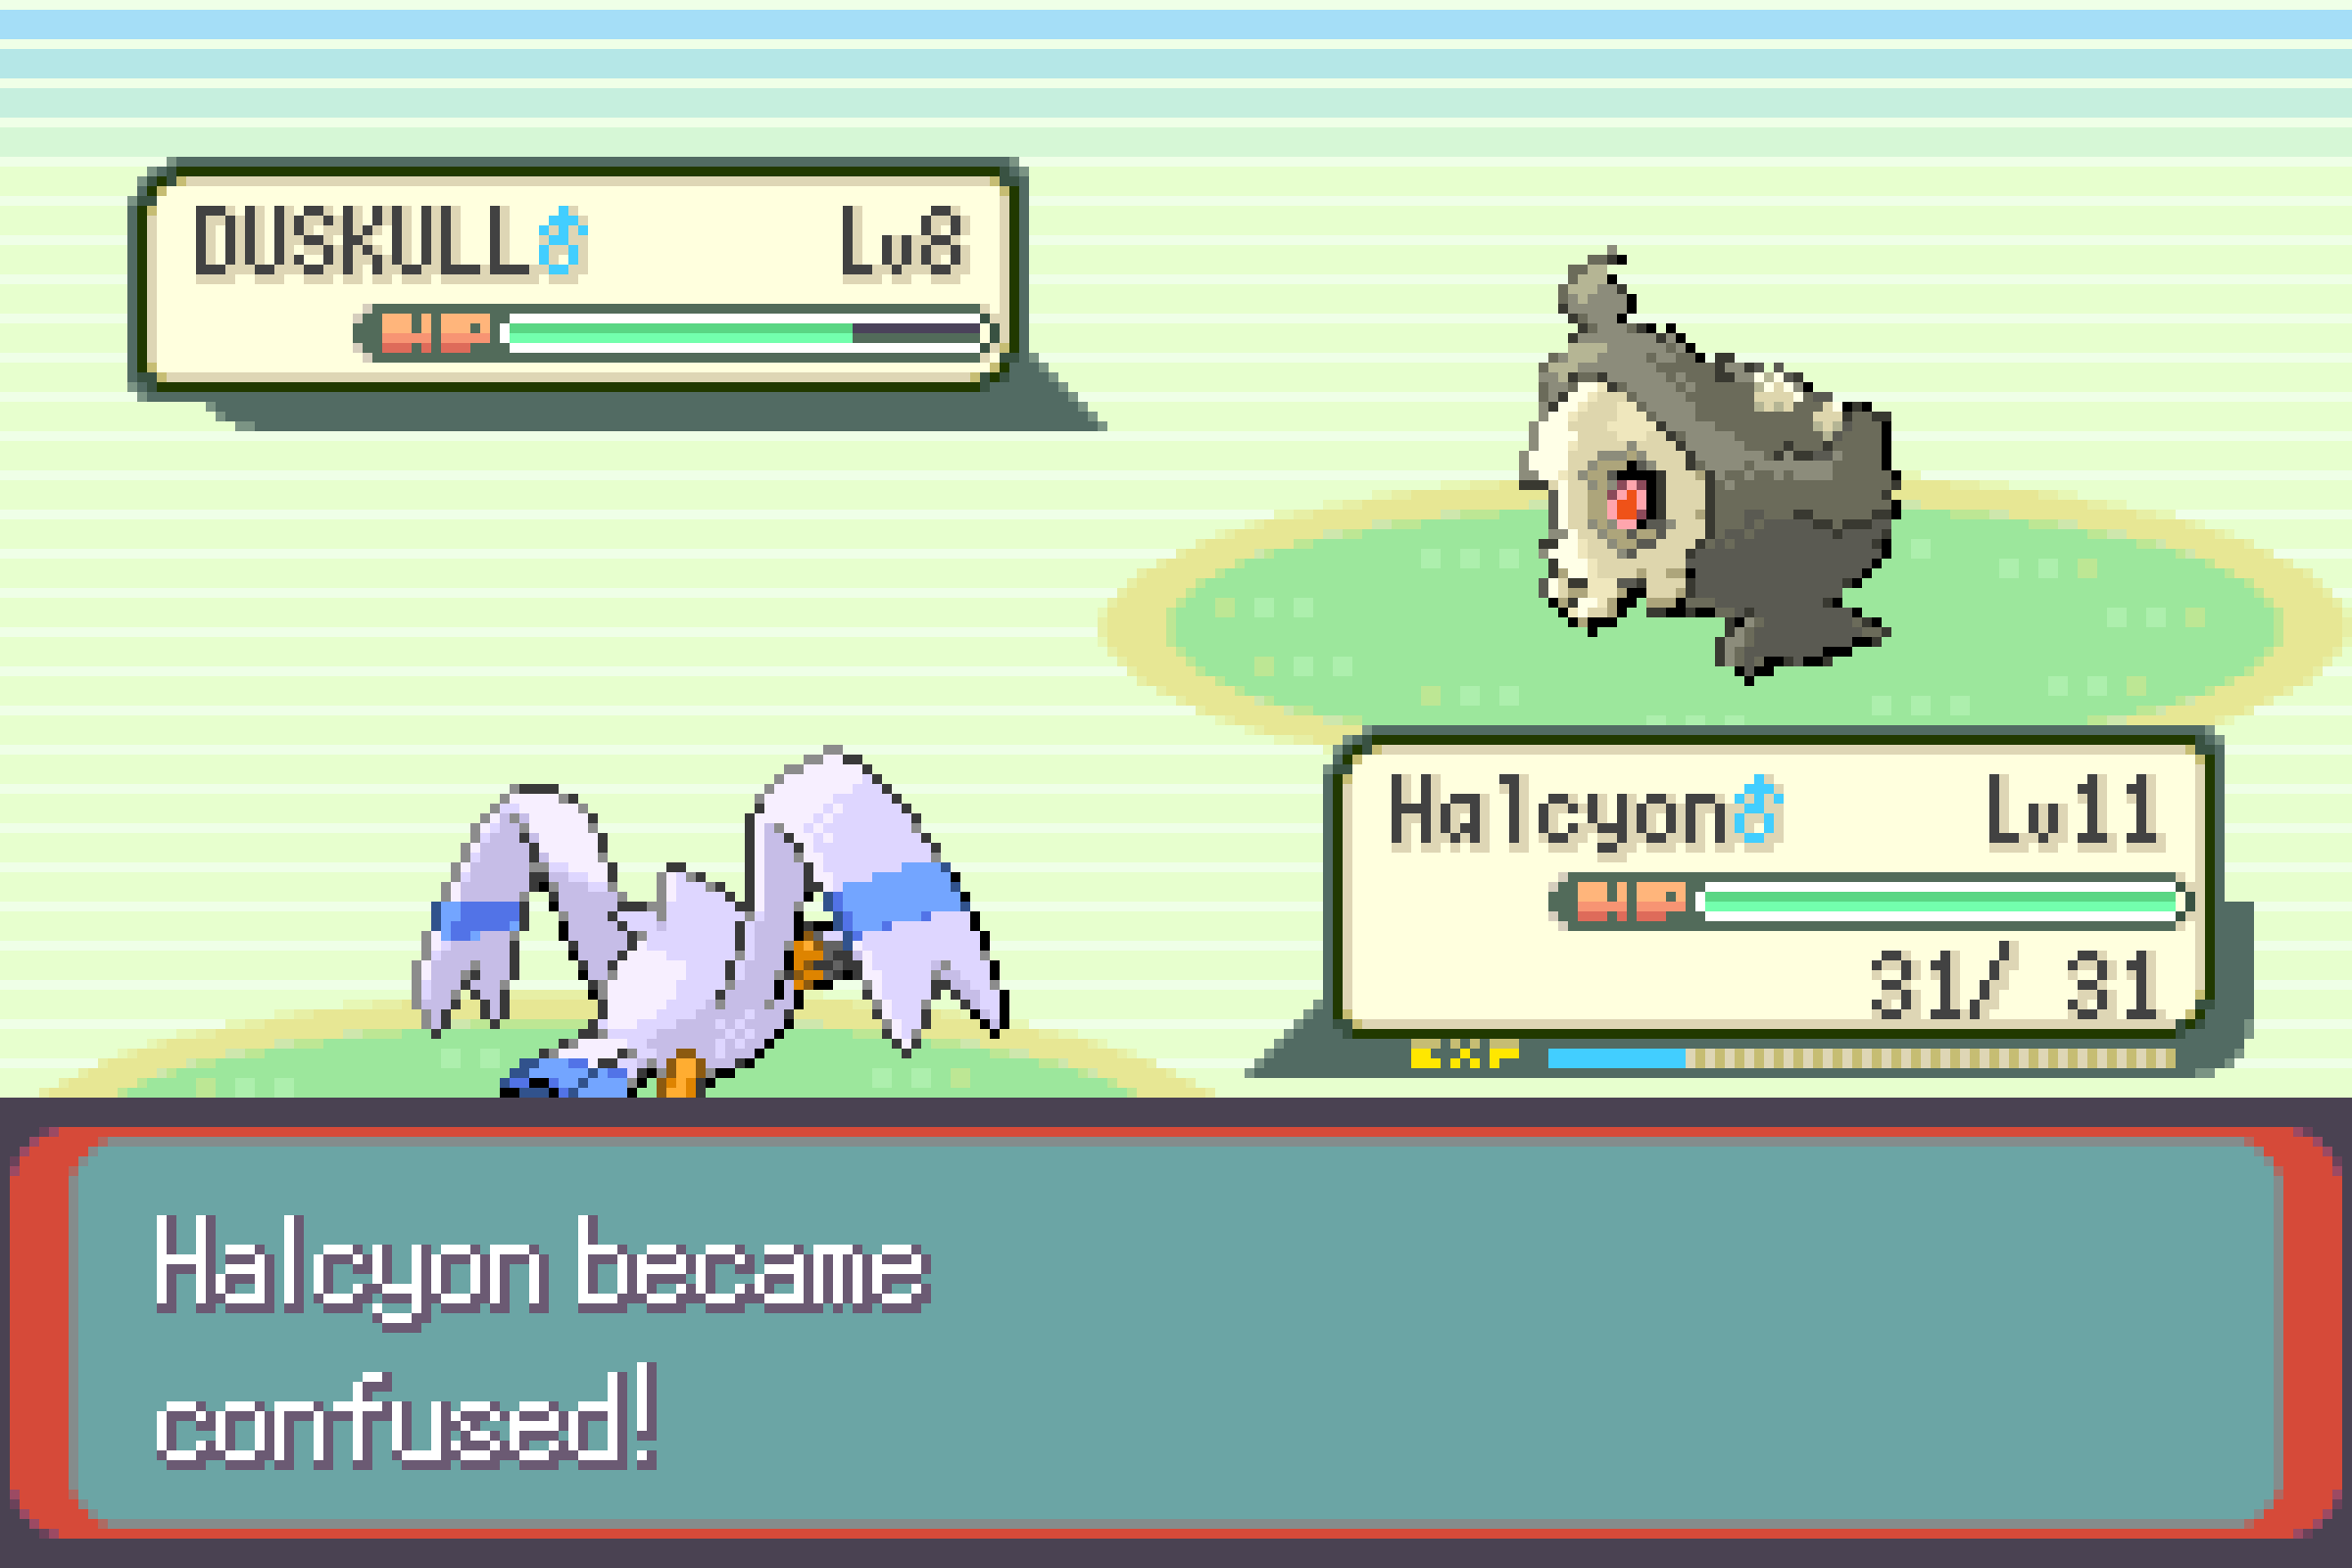 DUSKULL♂ Lv8
HP
Halcyon♂ Lv11
HP
31/ 31
EXP
Halcyon became
confused!